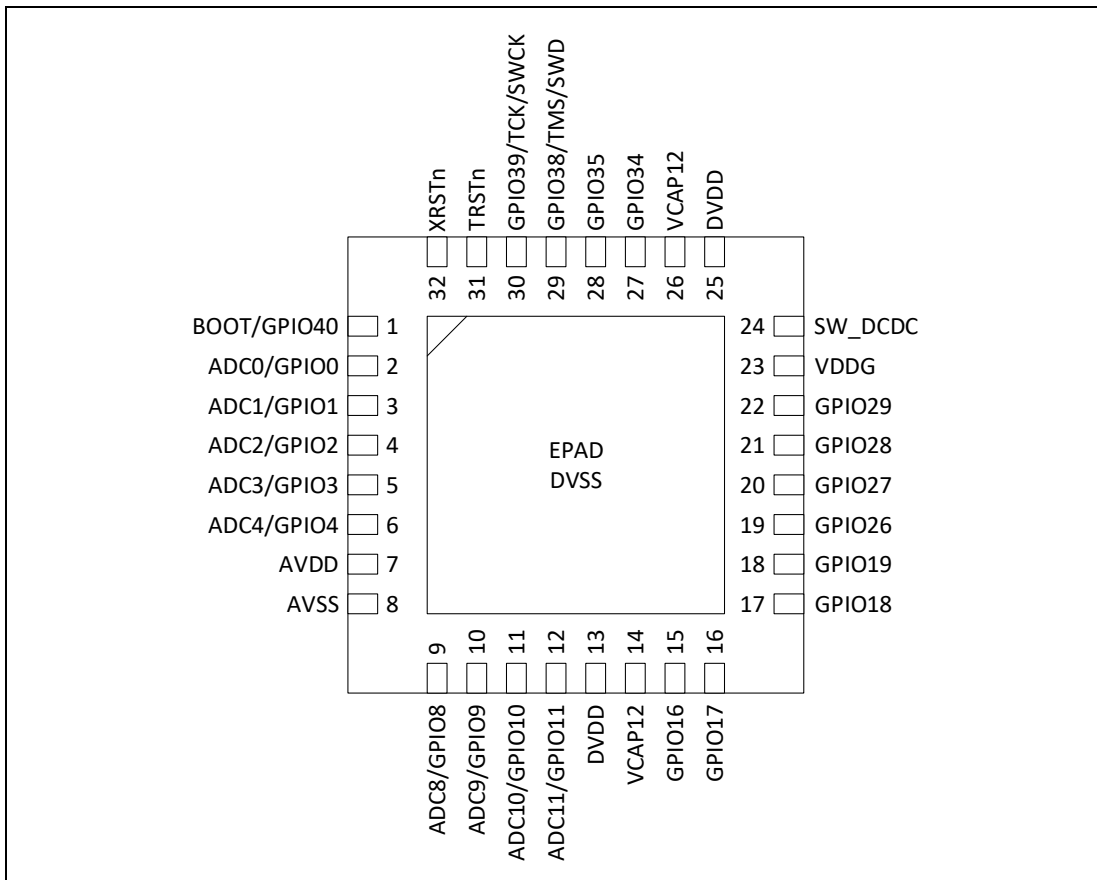 XRSTn
TRSTn
GPIO39/TCK/SWCK
GPIO38/TMS/SWD
GPIO35
GPIO34
VCAP12
DVDD
32
31
30
29
28
27
26
25
BOOT/GPIO40 1
ADC0/GPIO0 2
ADC1/GPIO1 3
ADC2/GPIO2 4
ADC3/GPIO3 5
ADC4/GPIO4 6
AVDD 7
AVSS 8
EPAD
DVSS
24 SW_DCDC
23 VDDG
22 GPIO29
21 GPIO28
20 GPIO27
19 GPIO26
18 GPIO19
17 GPIO18
9
10
11
12
13
14
15
16
ADC8/GPIO8
ADC9/GPIO9
ADC10/GPIO10
ADC11/GPIO11
DVDD
VCAP12
GPIO16
GPIO17